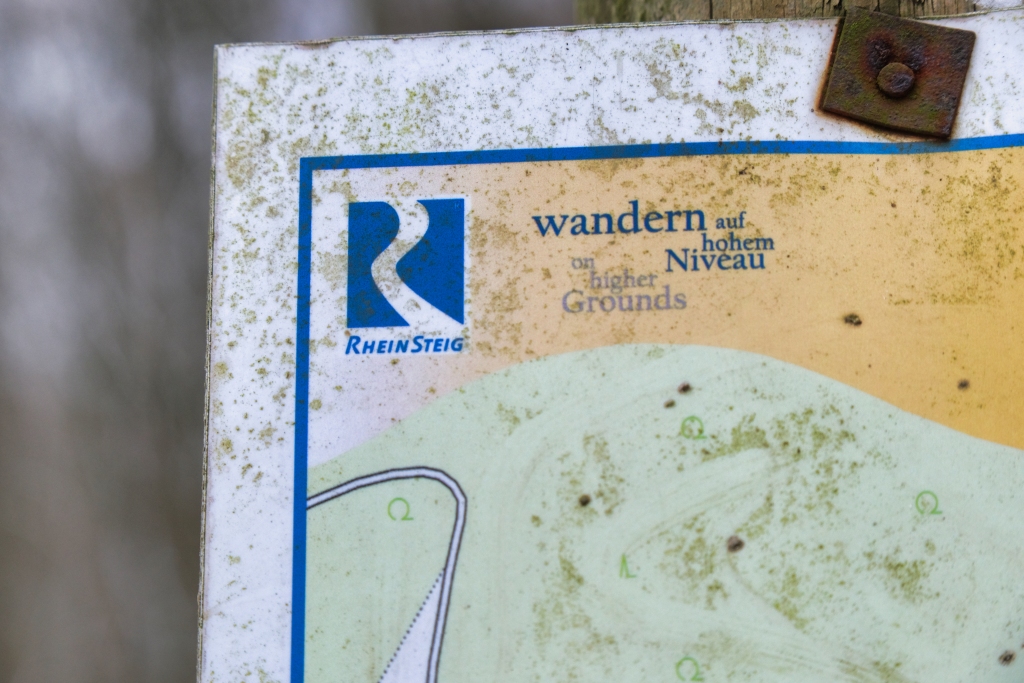 RHEINSTEIG
wandern auf
hohem
Niveau
on
higher
Grounds